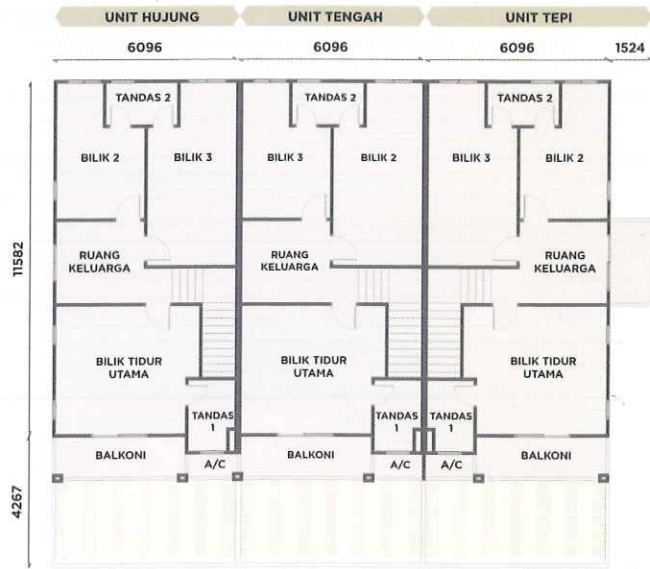 UNIT HUJUNG
UNIT TENGAH
UNIT TEPI
6096
6096
6096
1524
TANDAS 2
TANDAS 2
TANDAS 2
BILIK 2
BILIK 3
BILIK 3
BILIK 2
BILIK 3
BILIK 2
11582
RUANG
KELUARGA
RUANG
KELUARGA
RUANG
KELUARGA
BILIK TIDUR
UTAMA
BILIK TIDUR
UTAMA
BILIK TIDUR
UTAMA
TANDAS
1
TANDAS
1
TANDAS
1
BALKONI
A/C
BALKONI
A/C
A/C
BALKONI
4267